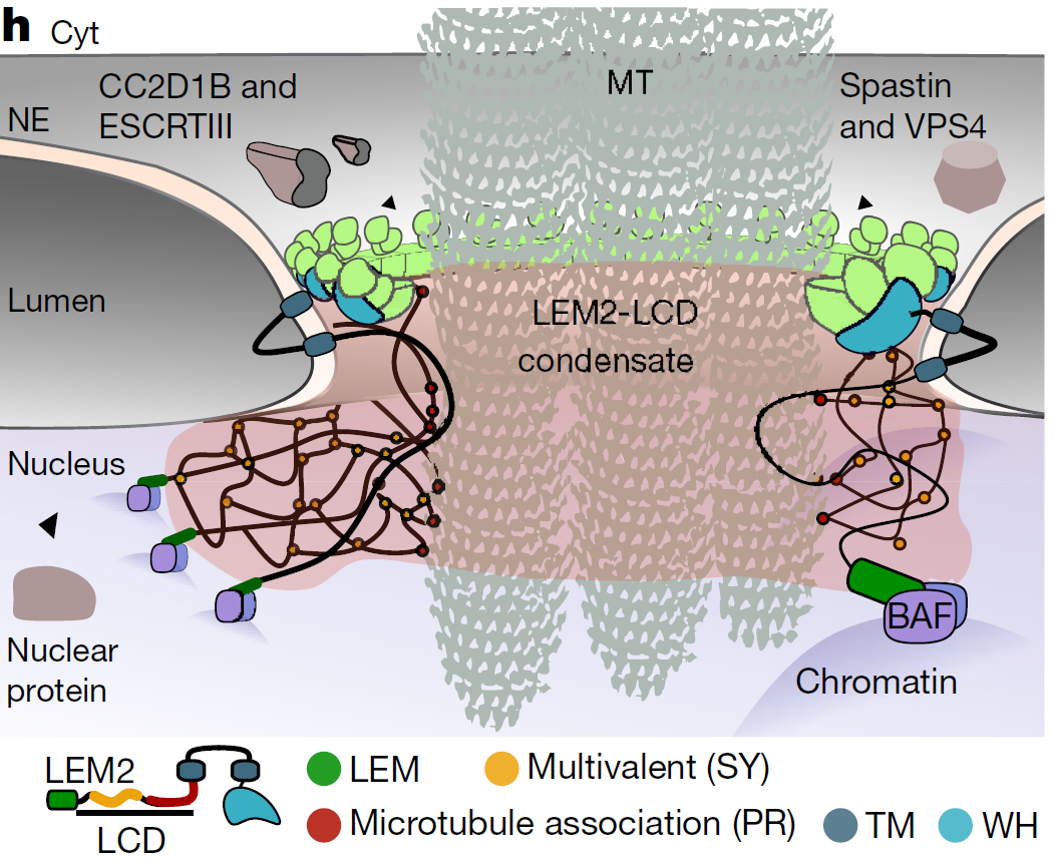 h Cyt
CC2D1B and
ESCRTIII
MT
Spastin
and VPS4
NE
Lumen
LEM2-LCD
condensate
Nucleus
BAF
Nuclear
protein
Chromatin
LEM2
LCD
LEM
Multivalent (SY)
Microtubule association (PR)
TM
WH